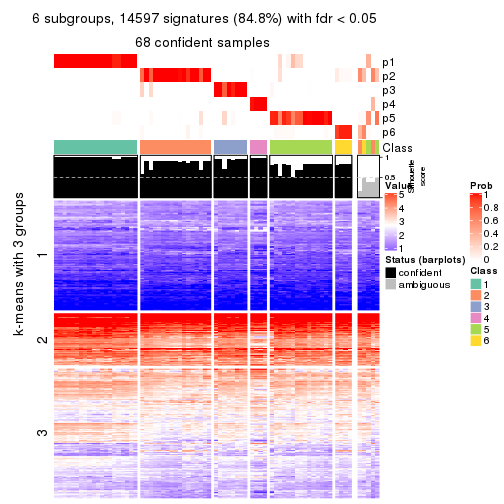 6 subgroups, 14597 signatures (84.8%) with fdr < 0.05
68 confident samples
p1
p2
p3
p4
p5
p6
Class
1
0.5
0
Silhouette
score
k-means with 3 groups
1
2
3
Value
5
4
3
2
1
Status (barplots)
confident
ambiguous
Prob
1
0.8
0.6
0.4
0.2
0
Class
1
2
3
4
5
6